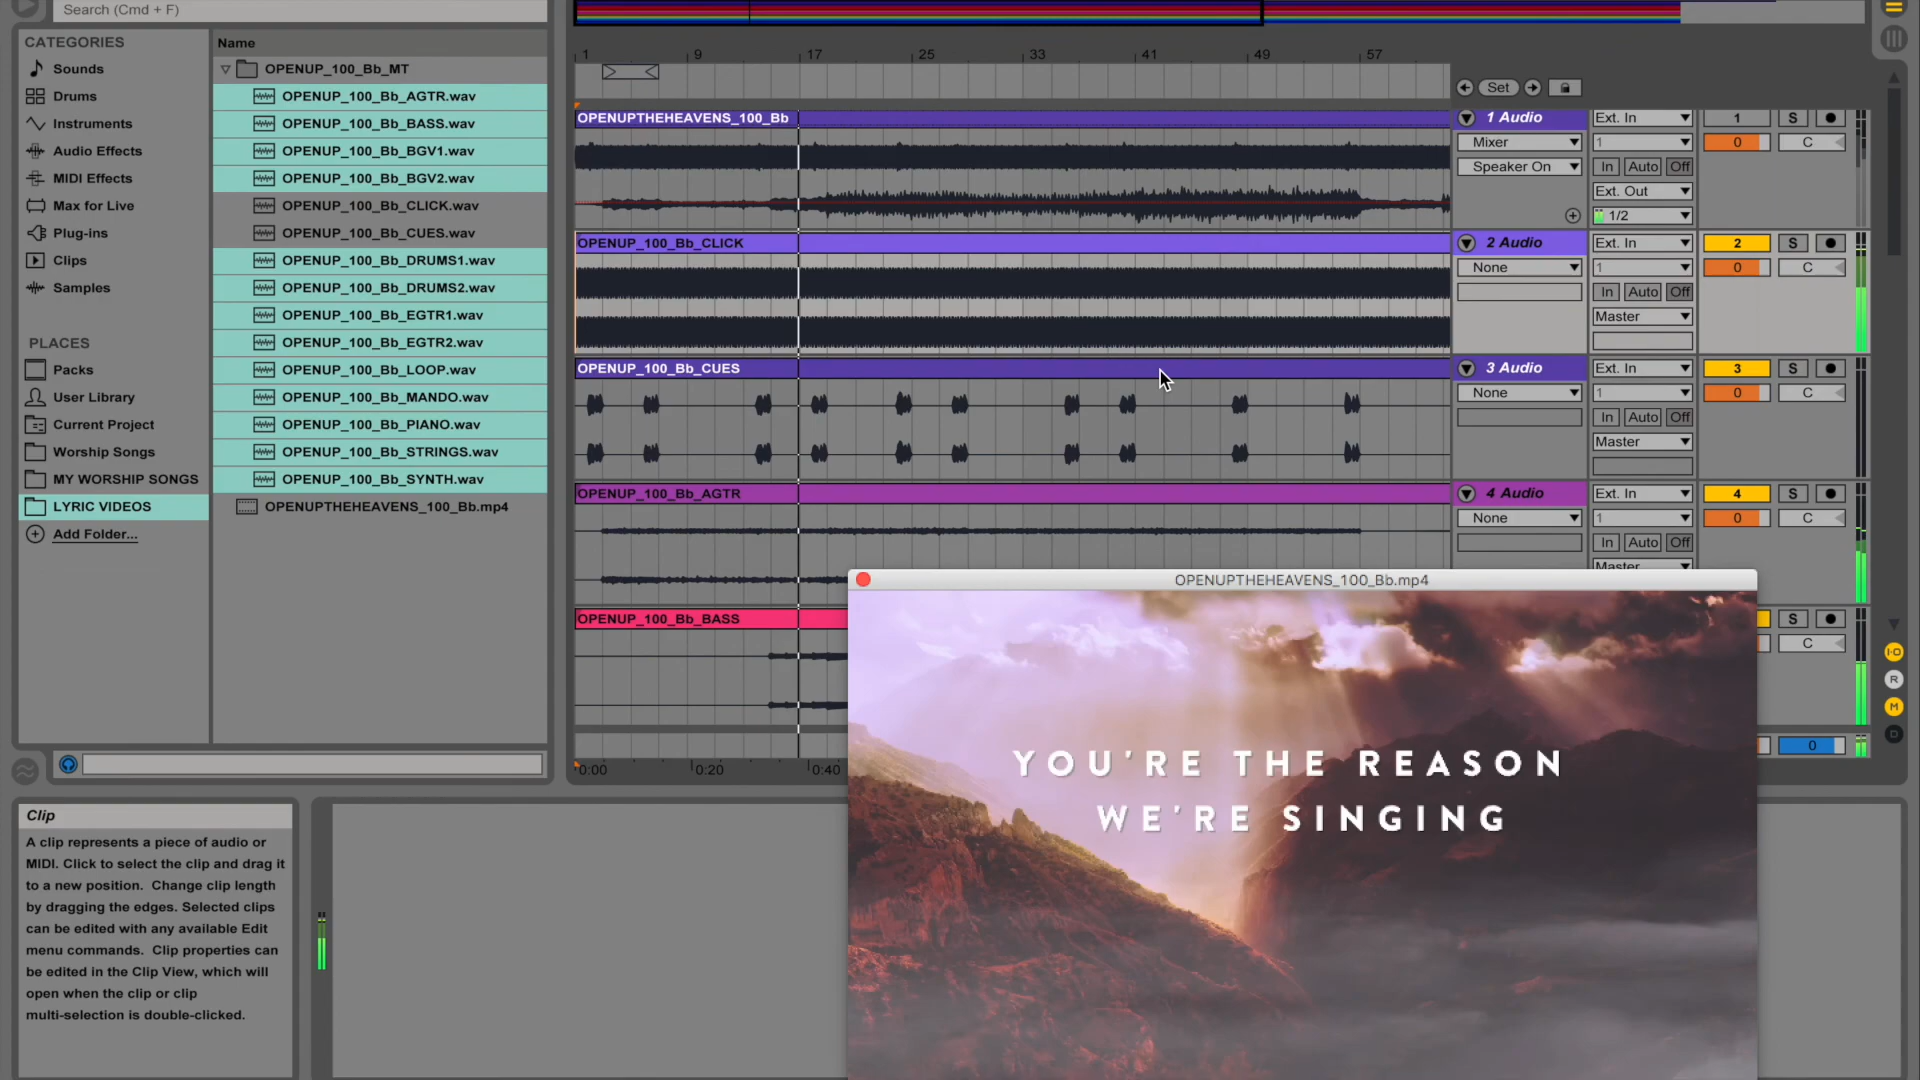 Search (Cmd + F)
CATEGORIES
Sounds
Drums
Instruments
Audio Effects
MIDI Effects
Max for Live
Plug-ins
Clips
Samples
PLACES
Packs
User Library
Current Project
Worship Songs
MY WORSHIP SONGS
LYRIC VIDEOS
Add Folder...
Name
OPENUP_100_Bb_MT
OPENUP_100_Bb_AGTR.wav
OPENUP_100_Bb_BASS.wav
OPENUP_100_Bb_BGV1.wav
OPENUP_100_Bb_BGV2.wav
OPENUP_100_Bb_CLICK.wav
OPENUP_100_Bb_CUES.wav
OPENUP_100_Bb_DRUMS1.wav
OPENUP_100_Bb_DRUMS2.wav
OPENUP_100_Bb_EGTR1.wav
OPENUP_100_Bb_EGTR2.wav
OPENUP_100_Bb_LOOP.wav
OPENUP_100_Bb_MANDO.wav
OPENUP_100_Bb_PIANO.wav
OPENUP_100_Bb_STRINGS.wav
OPENUP_100_Bb_SYNTH.wav
OPENUPTHEHEAVENS_100_Bb.mp4
1 9 17 25 33 41 49 57
Set
OPENUPTHEHEAVENS_100_Bb
1 Audio Ext. In 1 S
Mixer 1 0 C
Speaker On In Auto Off
Ext. Out
1/2
OPENUP_100_Bb_CLICK
2 Audio Ext. In 2 S
None 1 0 C
In Auto Off
Master
OPENUP_100_Bb_CUES
3 Audio Ext. In 3 S
None 1 0 C
In Auto Off
Master
OPENUP_100_Bb_AGTR
4 Audio Ext. In 4 S
None 1 0 C
In Auto Off
Master
OPENUP_100_Bb_BASS
S
C
I-O
R
M
D
0
0:00 0:20 0:40
OPENUPTHEHEAVENS_100_Bb.mp4
YOU'RE THE REASON
WE'RE SINGING
Clip
A clip represents a piece of audio or
MIDI. Click to select the clip and drag it
to a new position. Change clip length
by dragging the edges. Selected clips
can be edited with any available Edit
menu commands. Clip properties can
be edited in the Clip View, which will
open when the clip or clip
multi-selection is double-clicked.